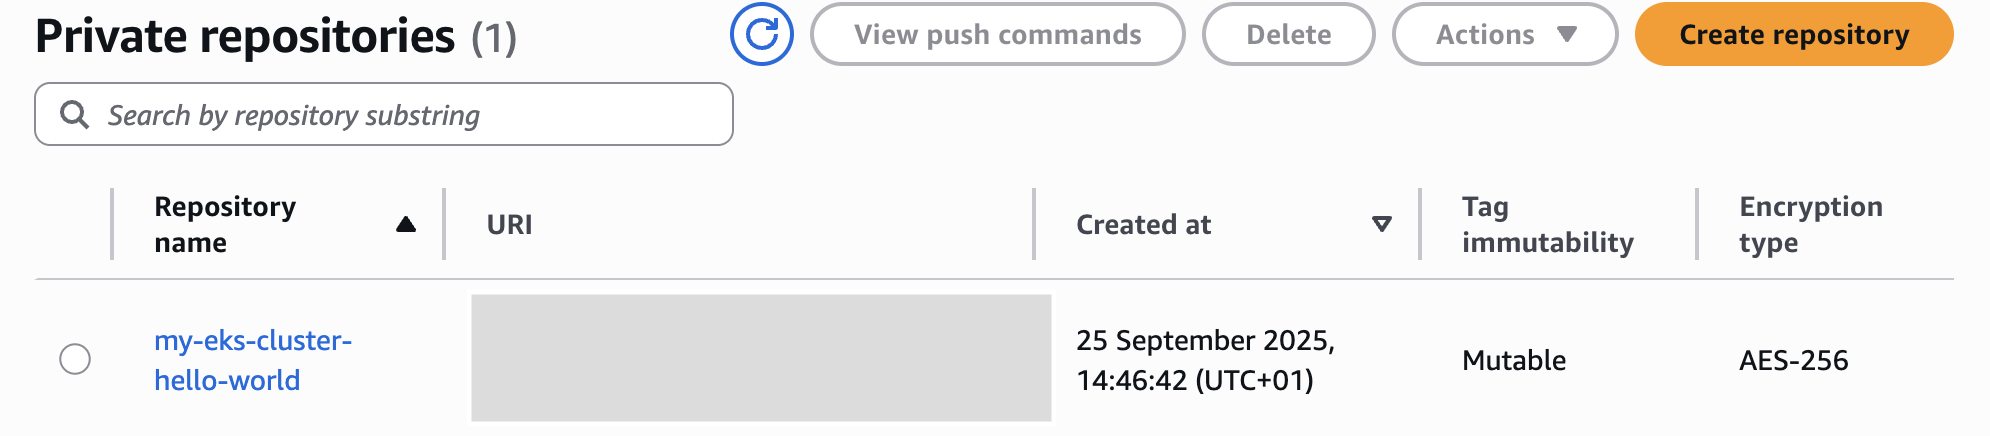 Private repositories (1)
View push commands
Delete
Actions
Create repository
Search by repository substring
Repository name
URI
Created at
Tag immutability
Encryption type
my-eks-cluster-
hello-world
25 September 2025,
14:46:42 (UTC+01)
Mutable
AES-256